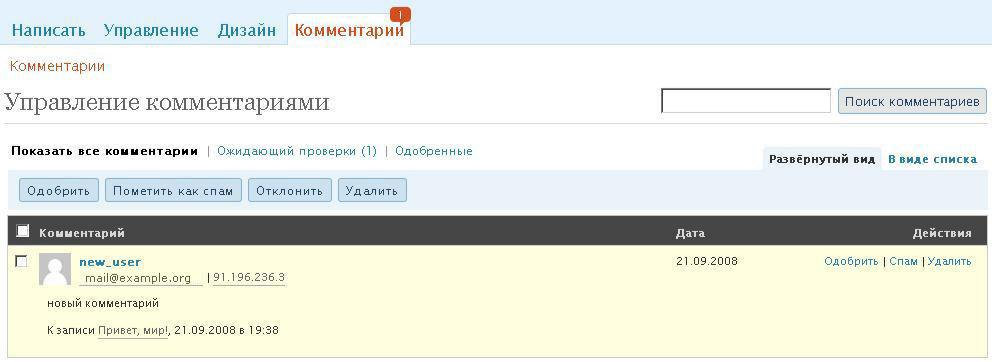 1
Написать Управление Дизайн Комментарии
Комментарии
Управление комментариями Поиск комментариев
Показать все комментарии | Ожидающий проверки (1) | Одобренные
Развёрнутый вид В виде списка
Одобрить Пометить как спам Отклонить Удалить
Комментарий Дата Действия
new_user 21.09.2008 Одобрить | Спам | Удалить
mail@example.org | 91.196.236.3
новый комментарий
К записи Привет, мир!, 21.09.2008 в 19:38